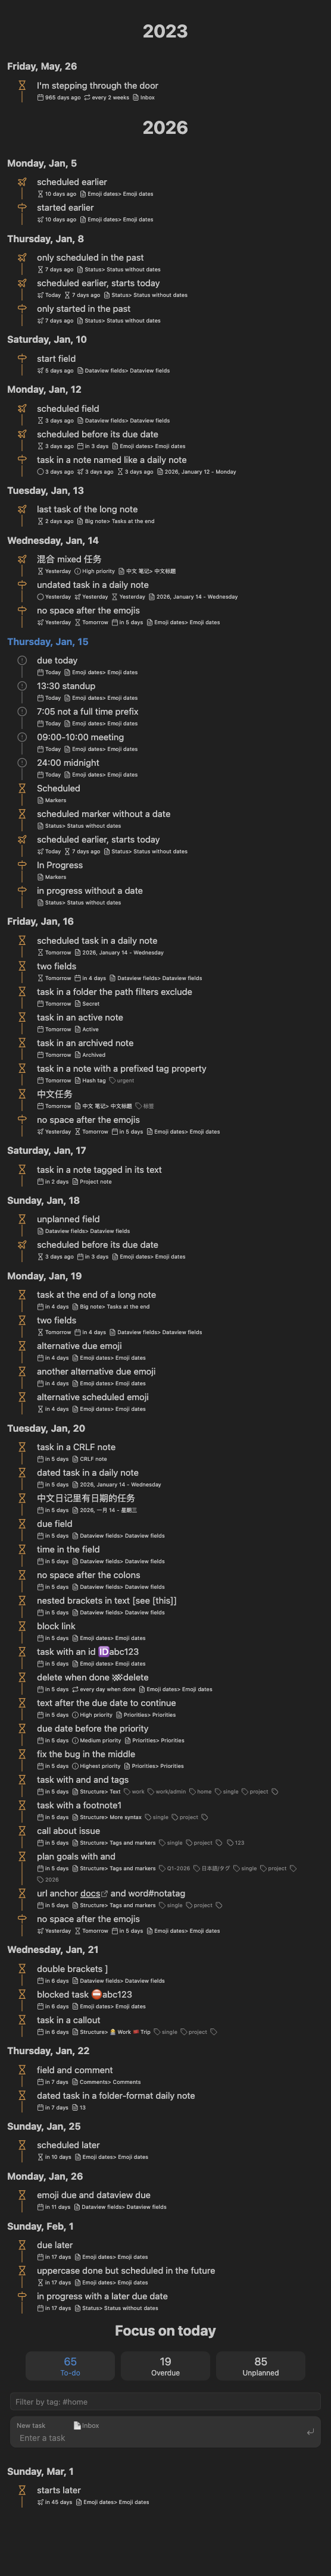 2023
Friday, May, 26
I'm stepping through the door
965 days ago every 2 weeks Inbox
2026
Monday, Jan, 5
scheduled earlier
10 days ago Emoji dates> Emoji dates
started earlier
10 days ago Emoji dates> Emoji dates
Thursday, Jan, 8
only scheduled in the past
7 days ago Status> Status without dates
scheduled earlier, starts today
Today 7 days ago Status> Status without dates
only started in the past
7 days ago Status> Status without dates
Saturday, Jan, 10
start field
5 days ago Dataview fields> Dataview fields
Monday, Jan, 12
scheduled field
3 days ago Dataview fields> Dataview fields
scheduled before its due date
3 days ago in 3 days Emoji dates> Emoji dates
task in a note named like a daily note
3 days ago 3 days ago 3 days ago 2026, January 12 - Monday
Tuesday, Jan, 13
last task of the long note
2 days ago Big note> Tasks at the end
Wednesday, Jan, 14
混合 mixed 任务
Yesterday High priority 中文 笔记> 中文标题
undated task in a daily note
Yesterday Yesterday Yesterday 2026, January 14 - Wednesday
no space after the emojis
Yesterday Tomorrow in 5 days Emoji dates> Emoji dates
Thursday, Jan, 15
due today
Today Emoji dates> Emoji dates
13:30 standup
Today Emoji dates> Emoji dates
7:05 not a full time prefix
Today Emoji dates> Emoji dates
09:00-10:00 meeting
Today Emoji dates> Emoji dates
24:00 midnight
Today Emoji dates> Emoji dates
Scheduled
Markers
scheduled marker without a date
Status> Status without dates
scheduled earlier, starts today
Today 7 days ago Status> Status without dates
In Progress
Markers
in progress without a date
Status> Status without dates
Friday, Jan, 16
scheduled task in a daily note
Tomorrow 2026, January 14 - Wednesday
two fields
Tomorrow in 4 days Dataview fields> Dataview fields
task in a folder the path filters exclude
Tomorrow Secret
task in an active note
Tomorrow Active
task in an archived note
Tomorrow Archived
task in a note with a prefixed tag property
Tomorrow Hash tag urgent
中文任务
Tomorrow 中文 笔记> 中文标题 标签
no space after the emojis
Yesterday Tomorrow in 5 days Emoji dates> Emoji dates
Saturday, Jan, 17
task in a note tagged in its text
in 2 days Project note
Sunday, Jan, 18
unplanned field
Dataview fields> Dataview fields
scheduled before its due date
3 days ago in 3 days Emoji dates> Emoji dates
Monday, Jan, 19
task at the end of a long note
in 4 days Big note> Tasks at the end
two fields
Tomorrow in 4 days Dataview fields> Dataview fields
alternative due emoji
in 4 days Emoji dates> Emoji dates
another alternative due emoji
in 4 days Emoji dates> Emoji dates
alternative scheduled emoji
in 4 days Emoji dates> Emoji dates
Tuesday, Jan, 20
task in a CRLF note
in 5 days CRLF note
dated task in a daily note
in 5 days 2026, January 14 - Wednesday
中文日记里有日期的任务
in 5 days 2026, 一月 14 - 星期三
due field
in 5 days Dataview fields> Dataview fields
time in the field
in 5 days Dataview fields> Dataview fields
no space after the colons
in 5 days Dataview fields> Dataview fields
nested brackets in text [see [this]]
in 5 days Dataview fields> Dataview fields
block link
in 5 days Emoji dates> Emoji dates
task with an id 🆔abc123
in 5 days Emoji dates> Emoji dates
delete when done 🏁delete
in 5 days every day when done Emoji dates> Emoji dates
text after the due date to continue
in 5 days High priority Priorities> Priorities
due date before the priority
in 5 days Medium priority Priorities> Priorities
fix the bug in the middle
in 5 days Highest priority Priorities> Priorities
task with and and tags
in 5 days Structure> Text work work/admin home single project
task with a footnote1
in 5 days Structure> More syntax single project
call about issue
in 5 days Structure> Tags and markers single project 123
plan goals with and
in 5 days Structure> Tags and markers Q1-2026 日本語/タグ single project
2026
url anchor docs and word#notatag
in 5 days Structure> Tags and markers single project
no space after the emojis
Yesterday Tomorrow in 5 days Emoji dates> Emoji dates
Wednesday, Jan, 21
double brackets ]
in 6 days Dataview fields> Dataview fields
blocked task ⛔abc123
in 6 days Emoji dates> Emoji dates
task in a callout
in 6 days Structure> Work Trip single project
Thursday, Jan, 22
field and comment
in 7 days Comments> Comments
dated task in a folder-format daily note
in 7 days 13
Sunday, Jan, 25
scheduled later
in 10 days Emoji dates> Emoji dates
Monday, Jan, 26
emoji due and dataview due
in 11 days Dataview fields> Dataview fields
Sunday, Feb, 1
due later
in 17 days Emoji dates> Emoji dates
uppercase done but scheduled in the future
in 17 days Emoji dates> Emoji dates
in progress with a later due date
in 17 days Status> Status without dates
Focus on today
65 19 85
To-do Overdue Unplanned
Filter by tag: #home
New task Inbox
Enter a task
Sunday, Mar, 1
starts later
in 45 days Emoji dates> Emoji dates